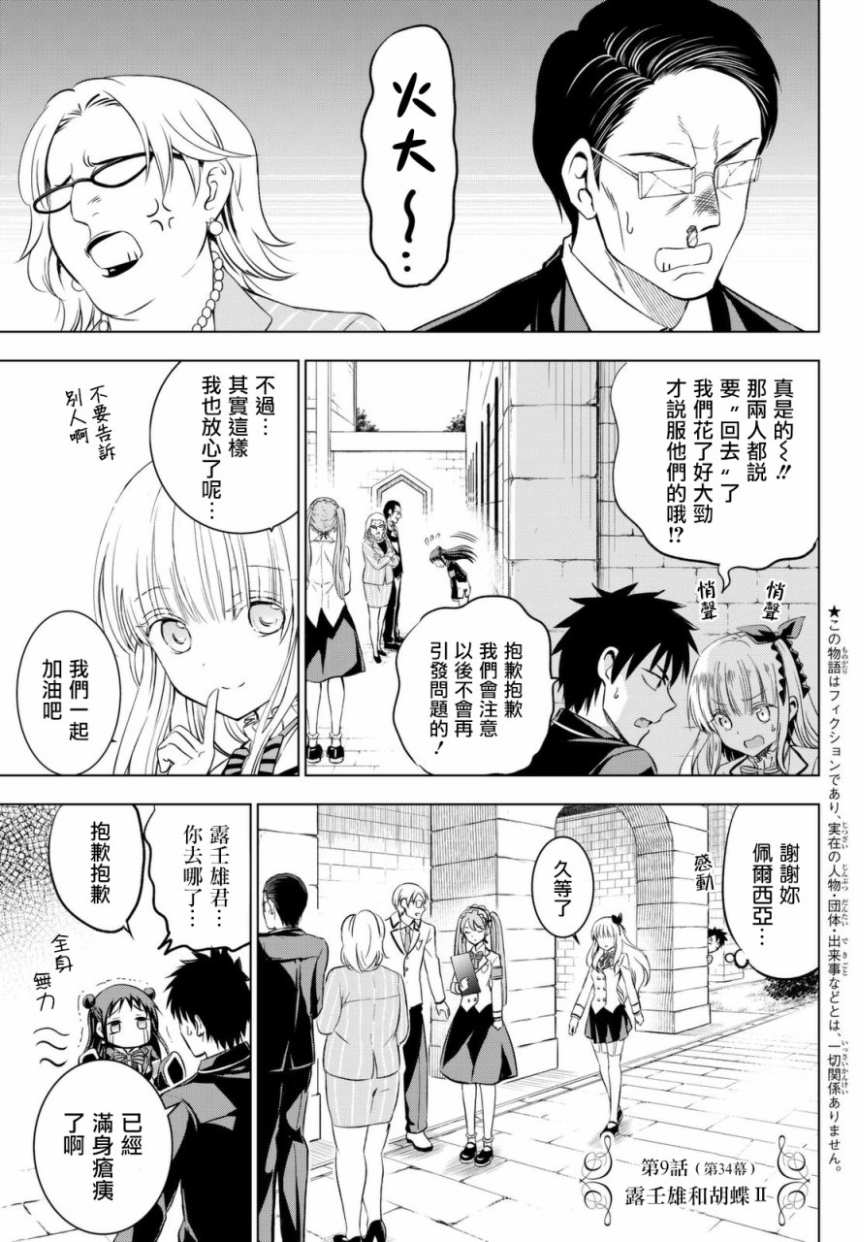 火大～…
真是的～!!
那兩人都說
要〝回去〞了
我們花了好大勁
才說服他們的哦!?
悄聲
悄聲
抱歉抱歉
我們會注意
以後不會再
引發問題的!
不過…
其實這樣
我也放心了呢…
不要告訴
別人啊
我們一起
加油吧
謝謝妳
佩爾西亞…
感動
久等了
露壬雄君…
你去哪了…
抱歉抱歉
全身
無力
已經
滿身瘡痍
了啊
第9話（第34幕）
露壬雄和胡蝶Ⅱ
★この物語はフィクションであり、実在の人物・団体・出来事などとは、一切関係ありません。